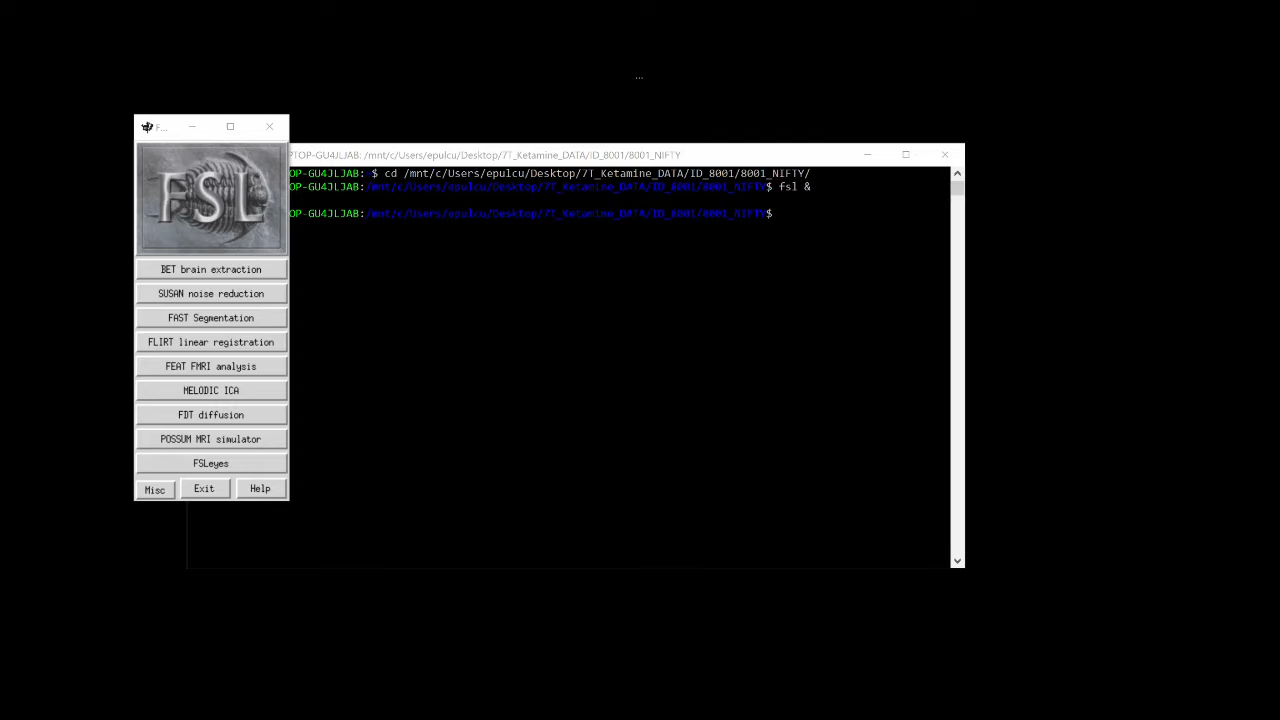 ...
F...
TOP-GU4JLJAB: /mnt/c/Users/epulcu/Desktop/7T_Ketamine_DATA/ID_8001/8001_NIFTY
OP-GU4JLJAB:~$ cd /mnt/c/Users/epulcu/Desktop/7T_Ketamine_DATA/ID_8001/8001_NIFTY/
OP-GU4JLJAB:/mnt/c/Users/epulcu/Desktop/7T_Ketamine_DATA/ID_8001/8001_NIFTY$ fsl &
OP-GU4JLJAB:/mnt/c/Users/epulcu/Desktop/7T_Ketamine_DATA/ID_8001/8001_NIFTY$
FSL
BET brain extraction
SUSAN noise reduction
FAST Segmentation
FLIRT linear registration
FEAT FMRI analysis
MELODIC ICA
FDT diffusion
POSSUM MRI simulator
FSLeyes
Misc Exit Help